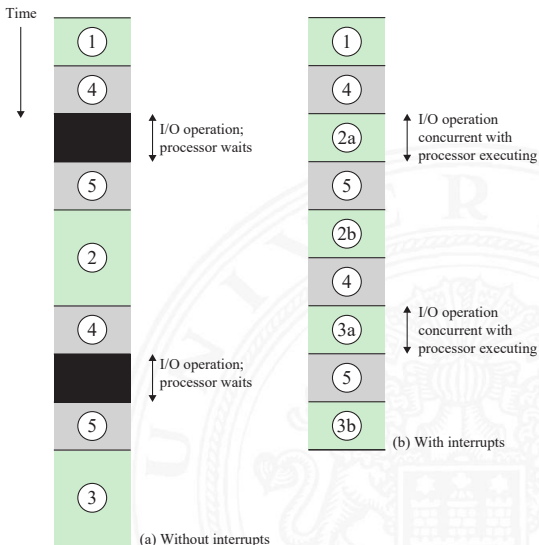 Time
1
4
I/O operation;
processor waits
5
2
4
I/O operation;
processor waits
5
3
(a) Without interrupts
1
4
2a
I/O operation
concurrent with
processor executing
5
2b
4
3a
I/O operation
concurrent with
processor executing
5
3b
(b) With interrupts
UNIVER